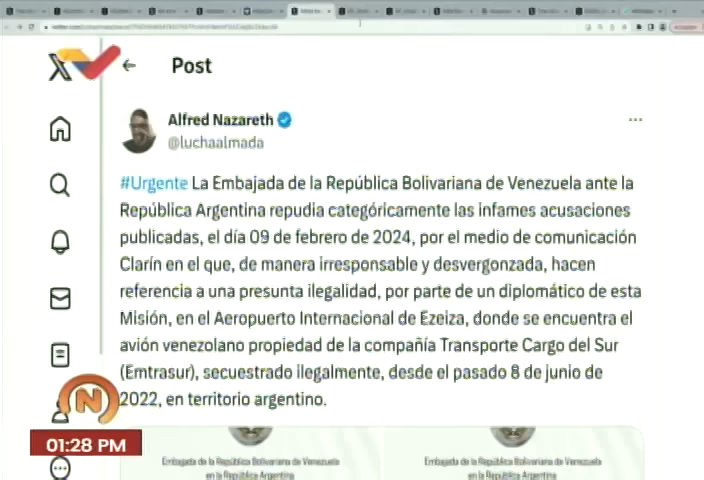 Post
Alfred Nazareth
@luchaalmada
#Urgente La Embajada de la República Bolivariana de Venezuela ante la
República Argentina repudia categóricamente las infames acusaciones
publicadas, el día 09 de febrero de 2024, por el medio de comunicación
Clarín en el que, de manera irresponsable y desvergonzada, hacen
referencia a una presunta ilegalidad, por parte de un diplomático de esta
Misión, en el Aeropuerto Internacional de Ezeiza, donde se encuentra el
avión venezolano propiedad de la compañía Transporte Cargo del Sur
(Emtrasur), secuestrado ilegalmente, desde el pasado 8 de junio de
2022, en territorio argentino.
N
01:28 PM
Embajada de la República Bolivariana de Venezuela
en la República Argentina
Embajada de la República Bolivariana de Venezuela
en la República Argentina